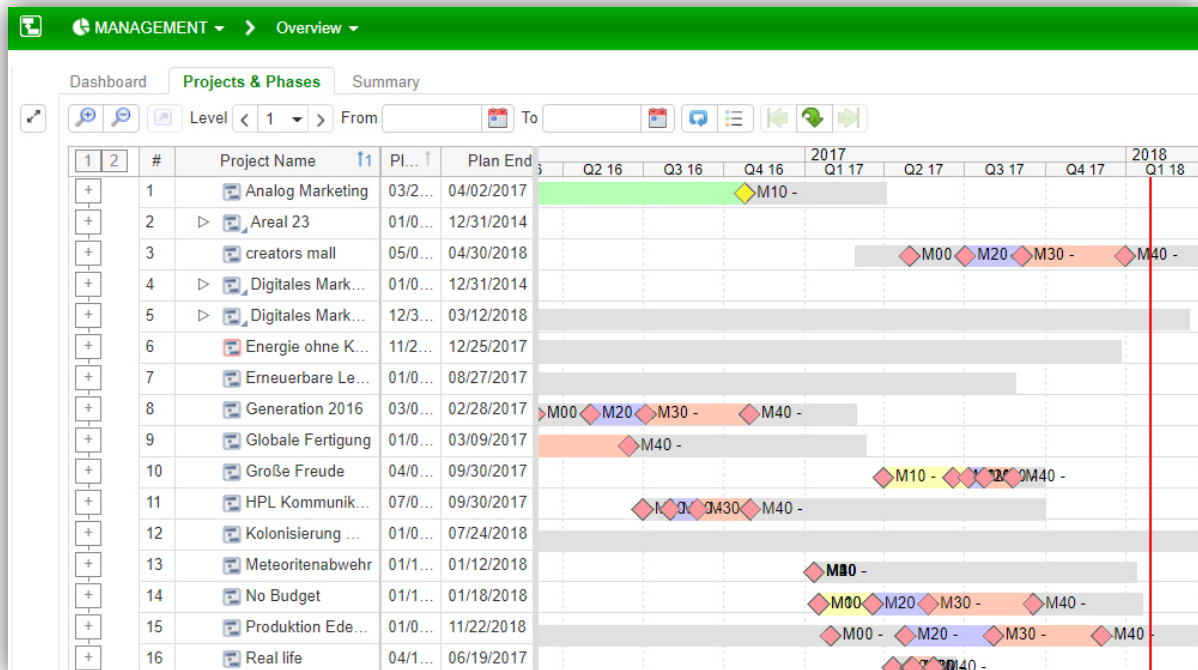 MANAGEMENT Overview
Dashboard Projects & Phases Summary
Level 1 From To
1 2 # Project Name 1 Pl... Plan End
2017 2018
Q2 16 Q3 16 Q4 16 Q1 17 Q2 17 Q3 17 Q4 17 Q1 18
+ 1 Analog Marketing 03/2... 04/02/2017 M10 -
+ 2 Areal 23 01/0... 12/31/2014
+ 3 creators mall 05/0... 04/30/2018 M00 M20 M30 - M40 -
+ 4 Digitales Mark... 01/0... 12/31/2014
+ 5 Digitales Mark... 12/3... 03/12/2018
+ 6 Energie ohne K... 11/2... 12/25/2017
+ 7 Erneuerbare Le... 01/0... 08/27/2017
+ 8 Generation 2016 03/0... 02/28/2017 M00 M20 M30 - M40 -
+ 9 Globale Fertigung 01/0... 03/09/2017 M40 -
+ 10 Große Freude 04/0... 09/30/2017 M10 - M40 -
+ 11 HPL Kommunik... 07/0... 09/30/2017 M30 M40 -
+ 12 Kolonisierung ... 01/0... 07/24/2018
+ 13 Meteoritenabwehr 01/1... 01/12/2018
+ 14 No Budget 01/1... 01/18/2018 M20 M30 - M40 -
+ 15 Produktion Ede... 01/0... 11/22/2018 M00 - M20 - M30 - M40
+ 16 Real life 04/1... 06/19/2017 M40 -